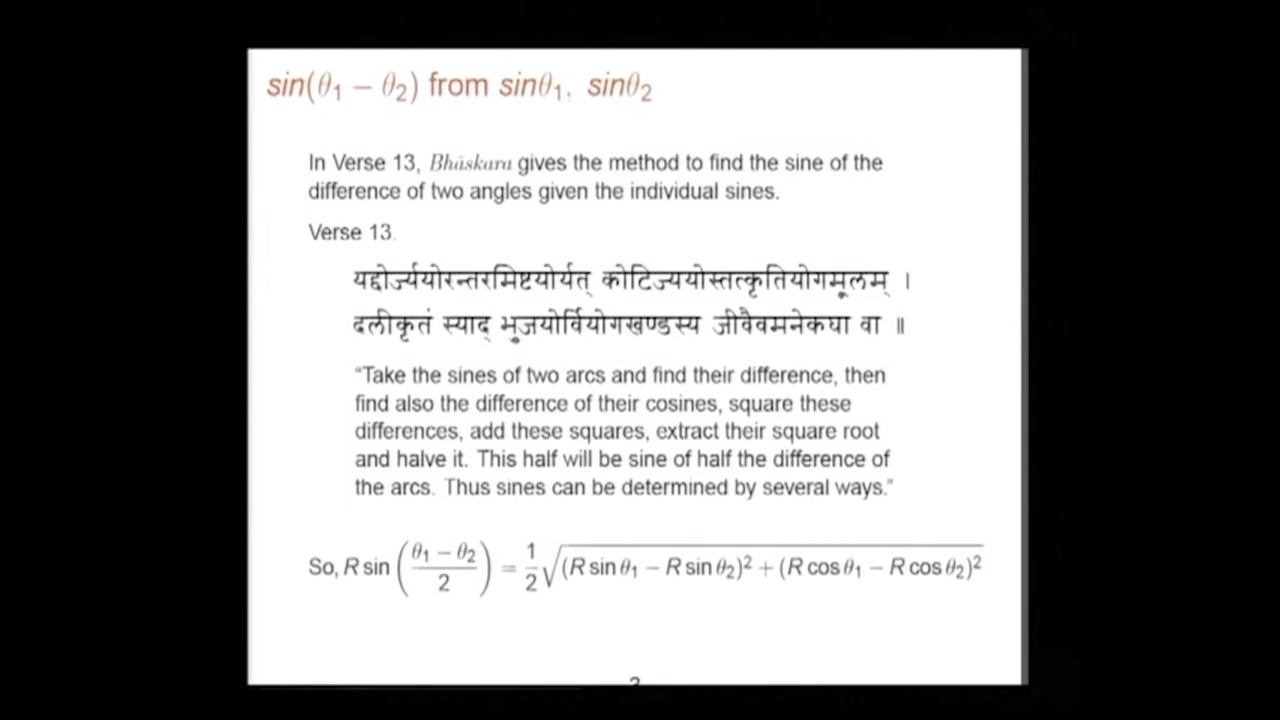 sin(θ₁ − θ₂) from sinθ₁, sinθ₂
In Verse 13, Bhāskara gives the method to find the sine of the
difference of two angles given the individual sines.
Verse 13.
यद्दोर्ज्ययोरन्तरमिष्टयोर्यत् कोटिज्ययोस्तत्कृतियोगमूलम् ।
दलीकृतं स्याद् भुजयोर्वियोगखण्डस्य जीवैवमनेकधा वा ॥
“Take the sines of two arcs and find their difference, then
find also the difference of their cosines, square these
differences, add these squares, extract their square root
and halve it. This half will be sine of half the difference of
the arcs. Thus sines can be determined by several ways.”
So, R sin ((θ₁ − θ₂)/2) = 1/2 √((R sin θ₁ − R sin θ₂)² + (R cos θ₁ − R cos θ₂)²)